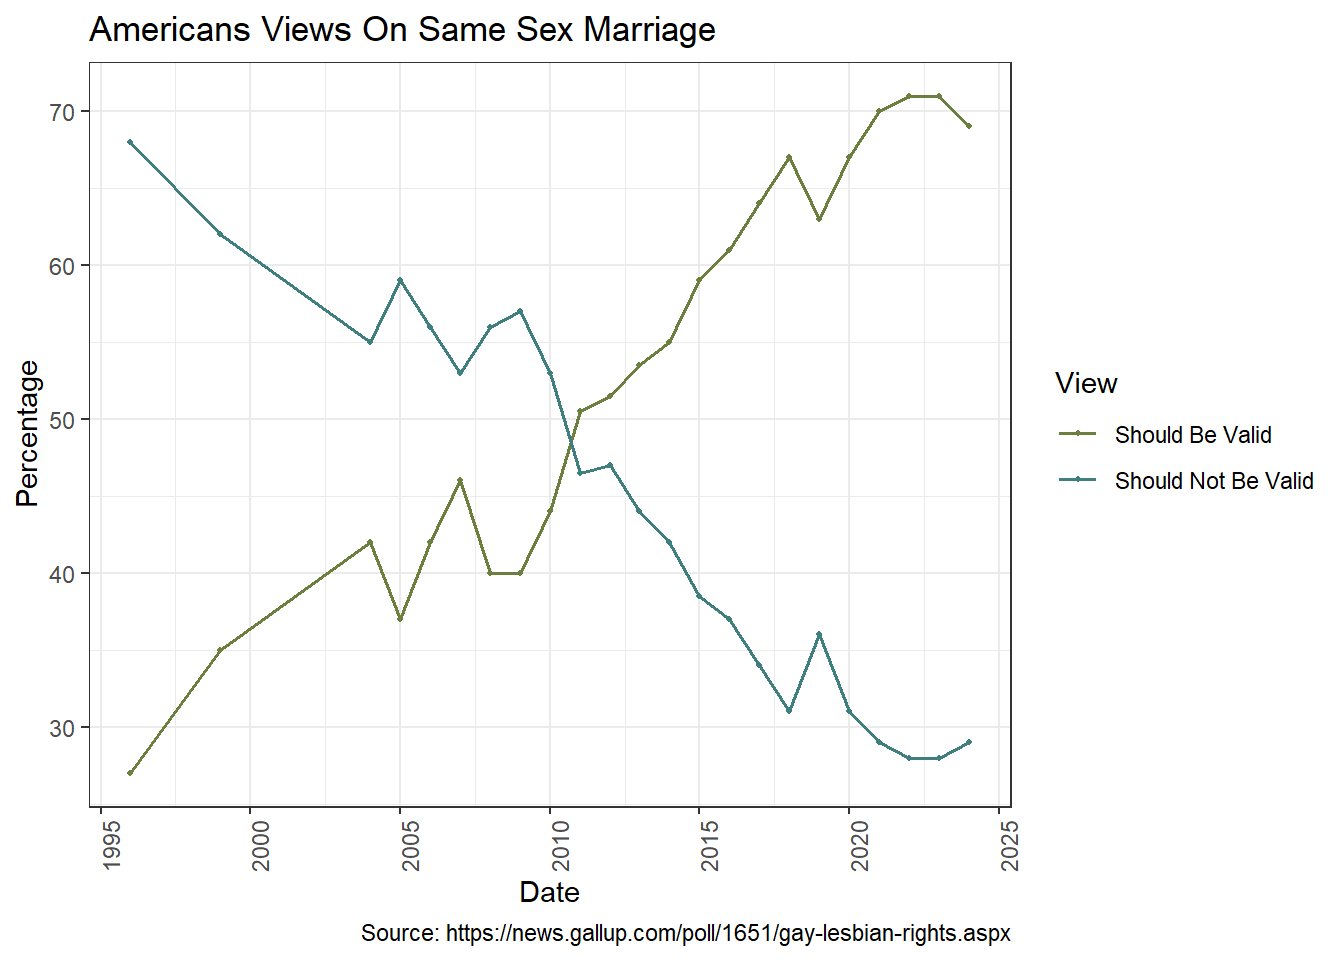 Americans Views On Same Sex Marriage
70
60
50
40
30
Percentage
1995
2000
2005
2010
2015
2020
2025
Date
View
Should Be Valid
Should Not Be Valid
Source: https://news.gallup.com/poll/1651/gay-lesbian-rights.aspx